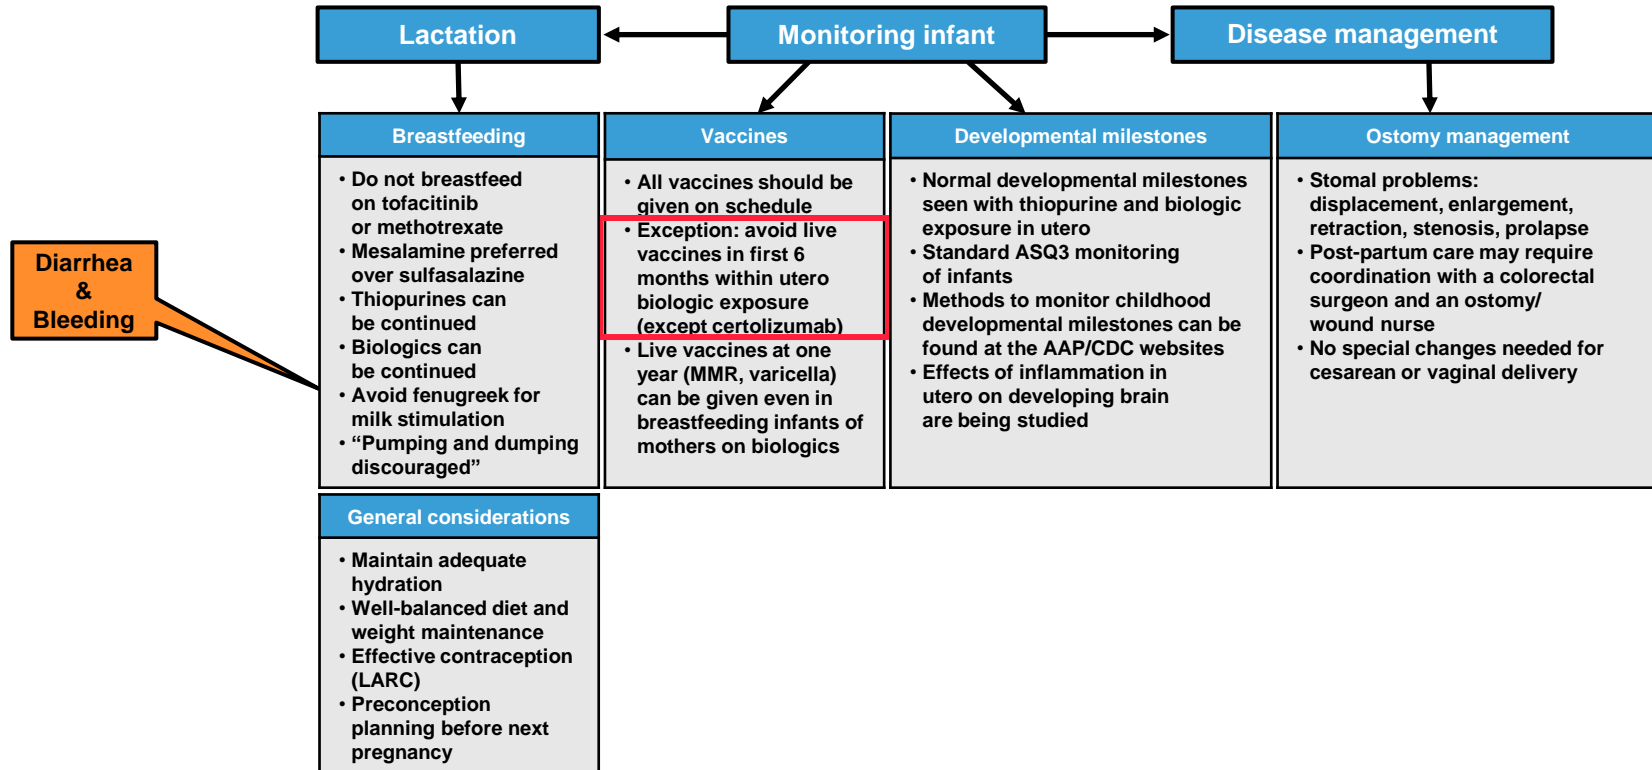 Lactation
Monitoring infant
Disease management
Diarrhea
&
Bleeding
Breastfeeding
• Do not breastfeed
on tofacitinib
or methotrexate
• Mesalamine preferred
over sulfasalazine
• Thiopurines can
be continued
• Biologics can
be continued
• Avoid fenugreek for
milk stimulation
• “Pumping and dumping
discouraged”
Vaccines
• All vaccines should be
given on schedule
• Exception: avoid live
vaccines in first 6
months within utero
biologic exposure
(except certolizumab)
• Live vaccines at one
year (MMR, varicella)
can be given even in
breastfeeding infants of
mothers on biologics
Developmental milestones
• Normal developmental milestones
seen with thiopurine and biologic
exposure in utero
• Standard ASQ3 monitoring
of infants
• Methods to monitor childhood
developmental milestones can be
found at the AAP/CDC websites
• Effects of inflammation in
utero on developing brain
are being studied
Ostomy management
• Stomal problems:
displacement, enlargement,
retraction, stenosis, prolapse
• Post-partum care may require
coordination with a colorectal
surgeon and an ostomy/
wound nurse
• No special changes needed for
cesarean or vaginal delivery
General considerations
• Maintain adequate
hydration
• Well-balanced diet and
weight maintenance
• Effective contraception
(LARC)
• Preconception
planning before next
pregnancy